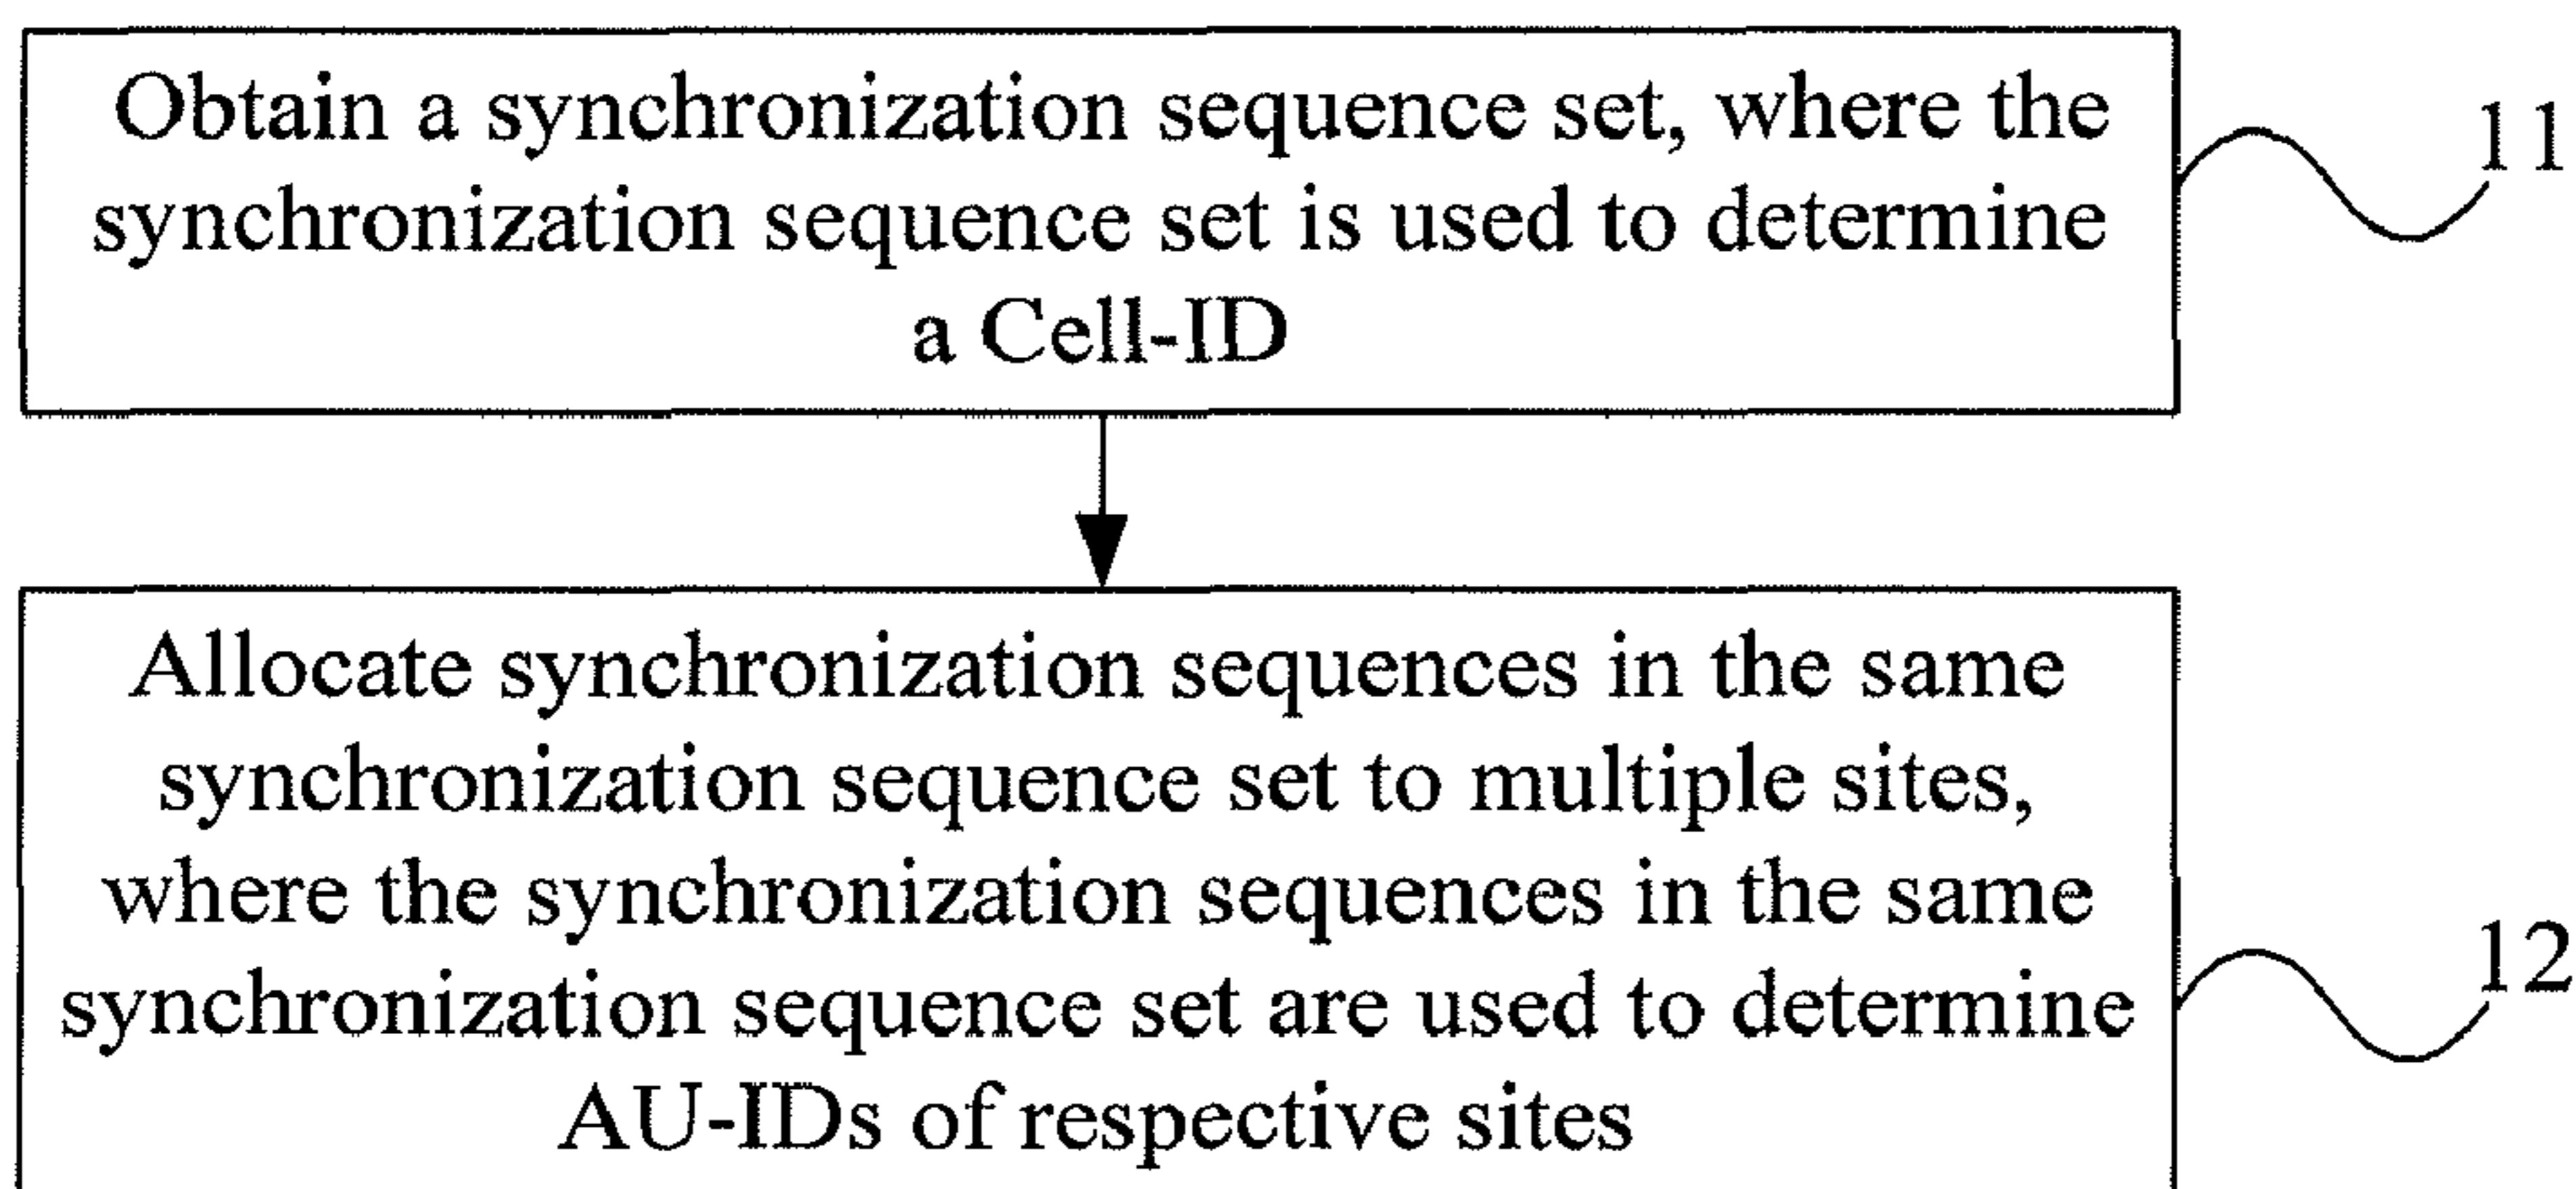 Obtain a synchronization sequence set, where the
synchronization sequence set is used to determine
a Cell-ID
11
Allocate synchronization sequences in the same
synchronization sequence set to multiple sites,
where the synchronization sequences in the same
synchronization sequence set are used to determine
AU-IDs of respective sites
12